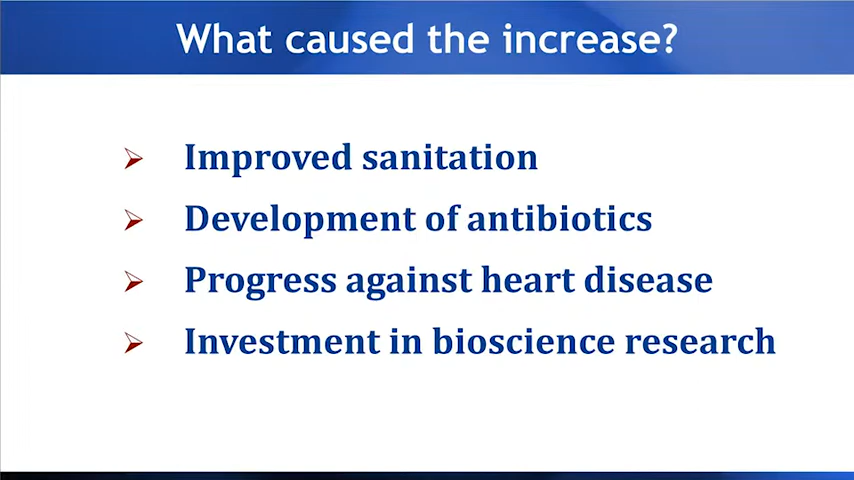 What caused the increase?
Improved sanitation
Development of antibiotics
Progress against heart disease
Investment in bioscience research